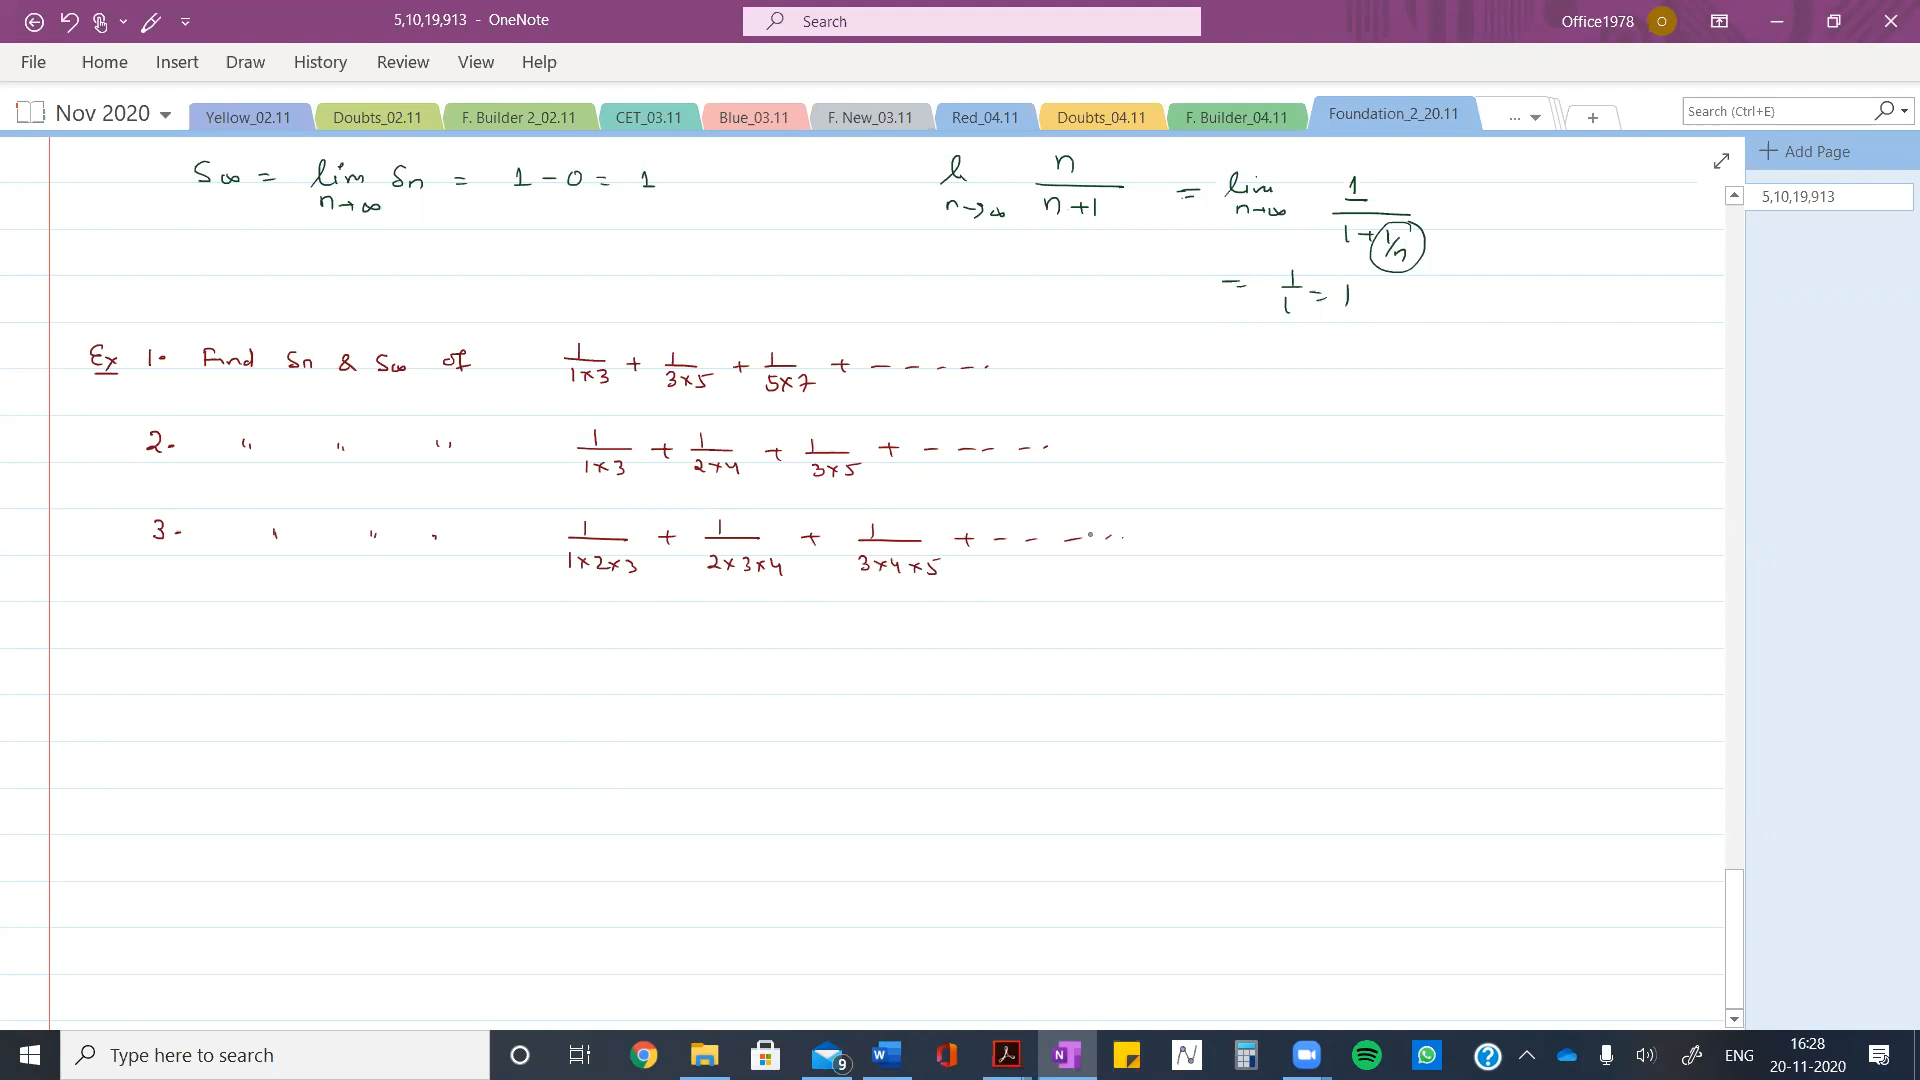 5,10,19,913 - OneNote
Search
Office1978
O
File Home Insert Draw History Review View Help
Nov 2020
Yellow_02.11 Doubts_02.11 F. Builder 2_02.11 CET_03.11 Blue_03.11 F. New_03.11 Red_04.11 Doubts_04.11 F. Builder_04.11 Foundation_2_20.11 ...
Search (Ctrl+E)
Add Page
5,10,19,913
S∞ = lim n→∞ Sn = 1 - 0 = 1
li n→∞ n/(n+1) = lim n→∞ 1/(1+1/n)
= 1/1 = 1
Ex 1. Find Sn & S∞ of 1/(1×3) + 1/(3×5) + 1/(5×7) + ------
2. " " " 1/(1×3) + 1/(2×4) + 1/(3×5) + ------
3. " " " 1/(1×2×3) + 1/(2×3×4) + 1/(3×4×5) + ------
Type here to search
9
ENG
16:28
20-11-2020